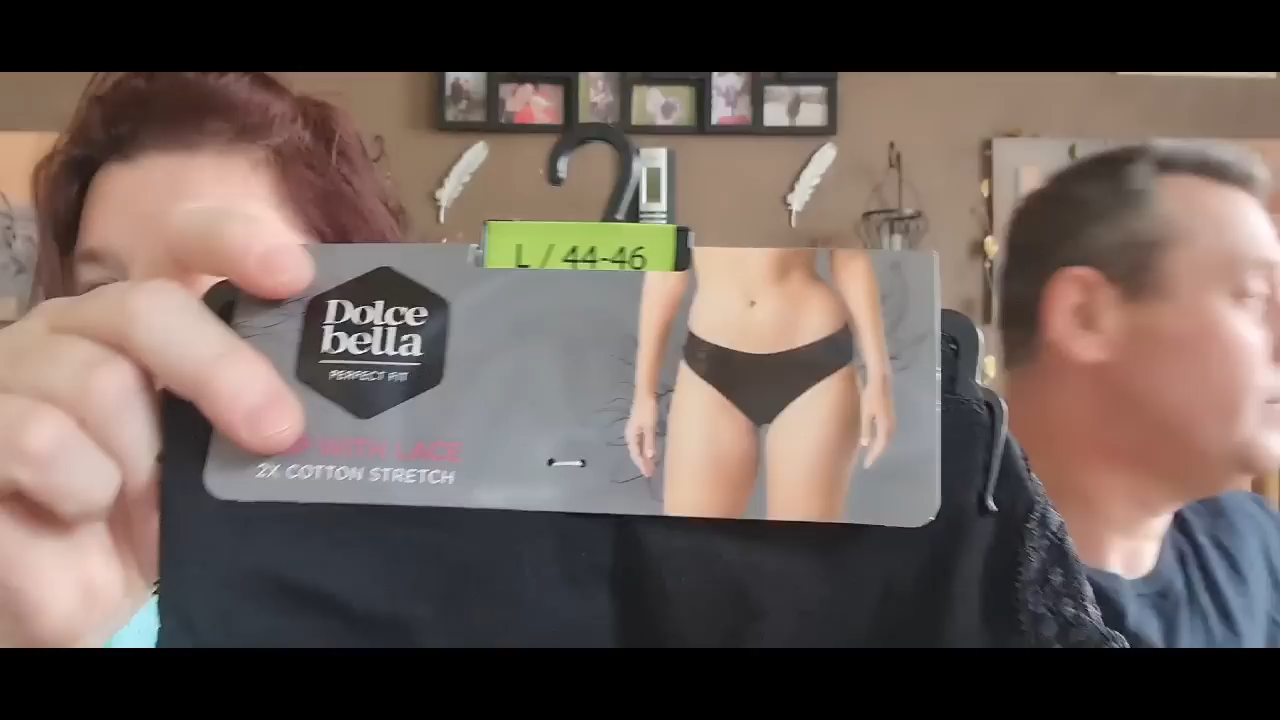 L / 44-46
Dolce
bella
PERFECT FIT
WITH LACE
2X COTTON STRETCH